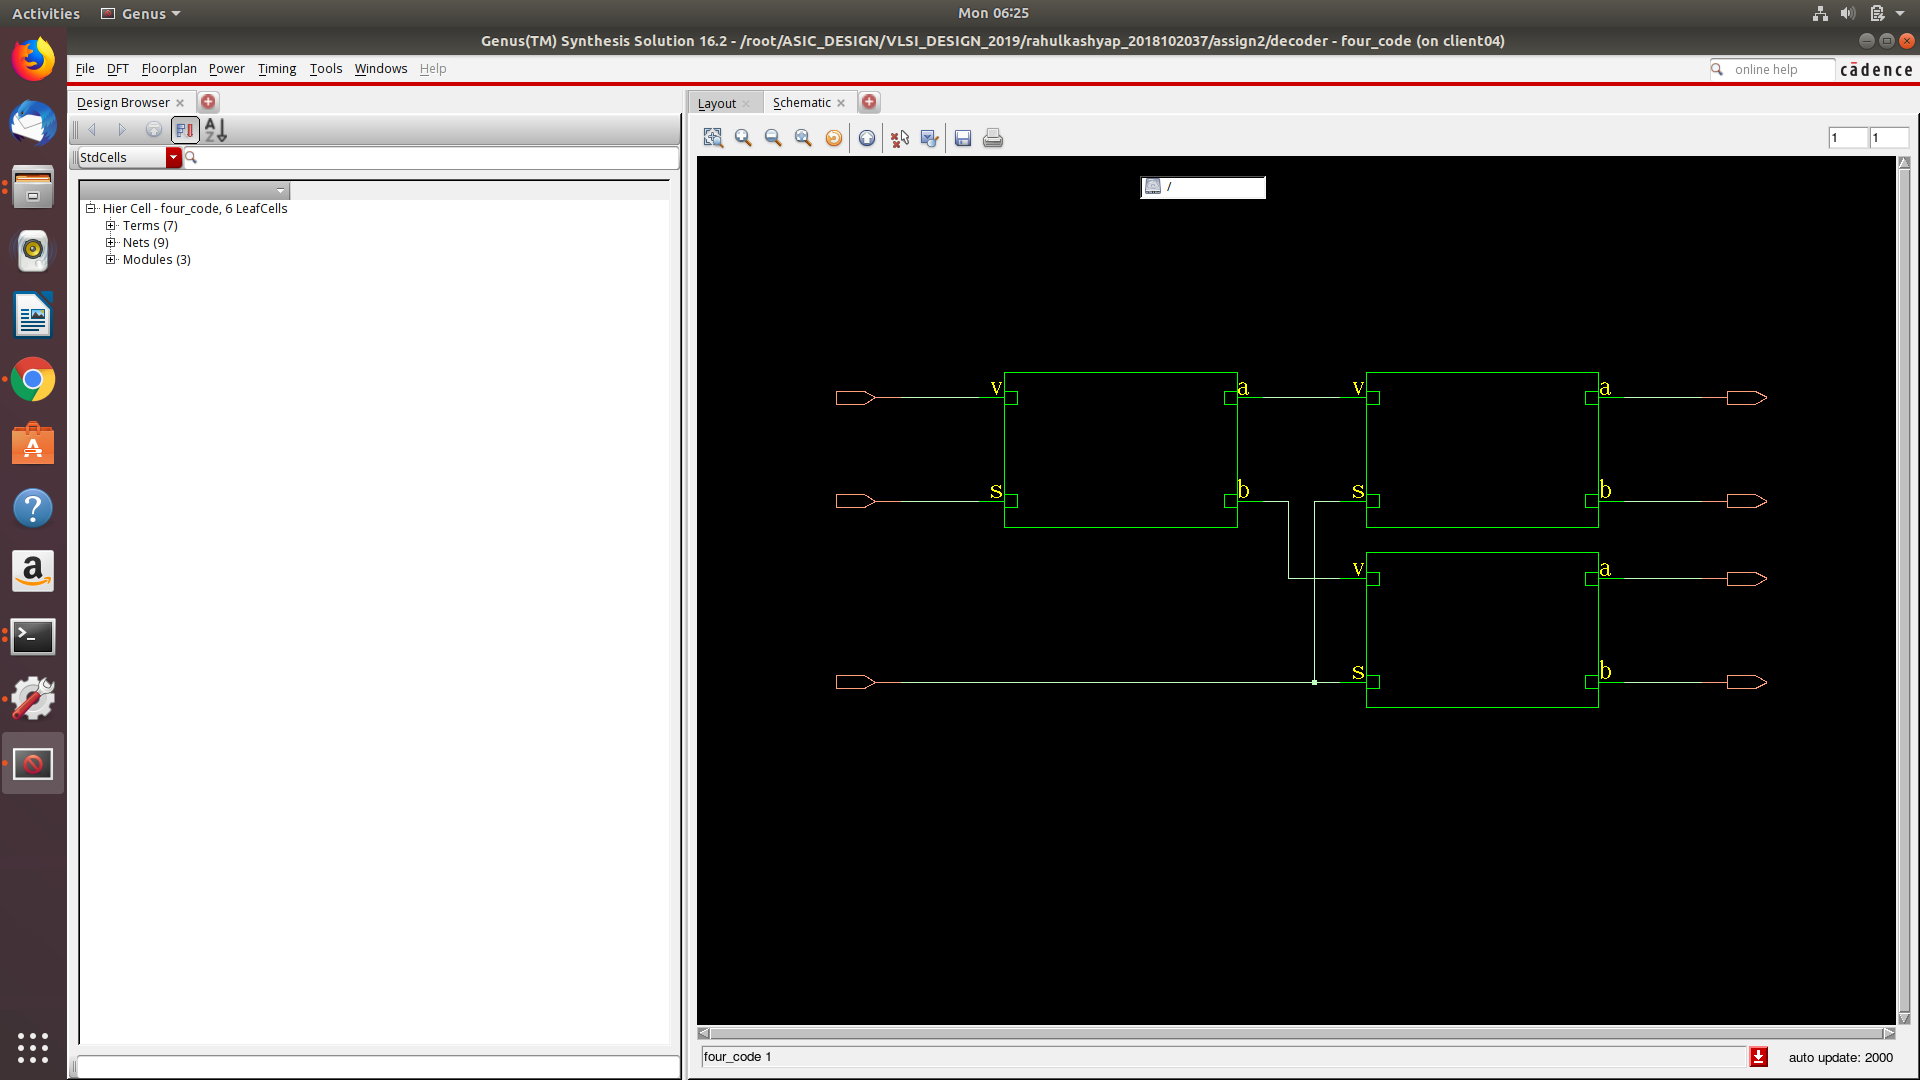 Activities Genus Mon 06:25
Genus(TM) Synthesis Solution 16.2 - /root/ASIC_DESIGN/VLSI_DESIGN_2019/rahulkashyap_2018102037/assign2/decoder - four_code (on client04)
File DFT Floorplan Power Timing Tools Windows Help online help cādence
Design Browser Layout Schematic
A
Z
1 1
StdCells
/
Hier Cell - four_code, 6 LeafCells
Terms (7)
Nets (9)
Modules (3)
v a v a
s b s b
v a
s b
four_code 1 auto update: 2000